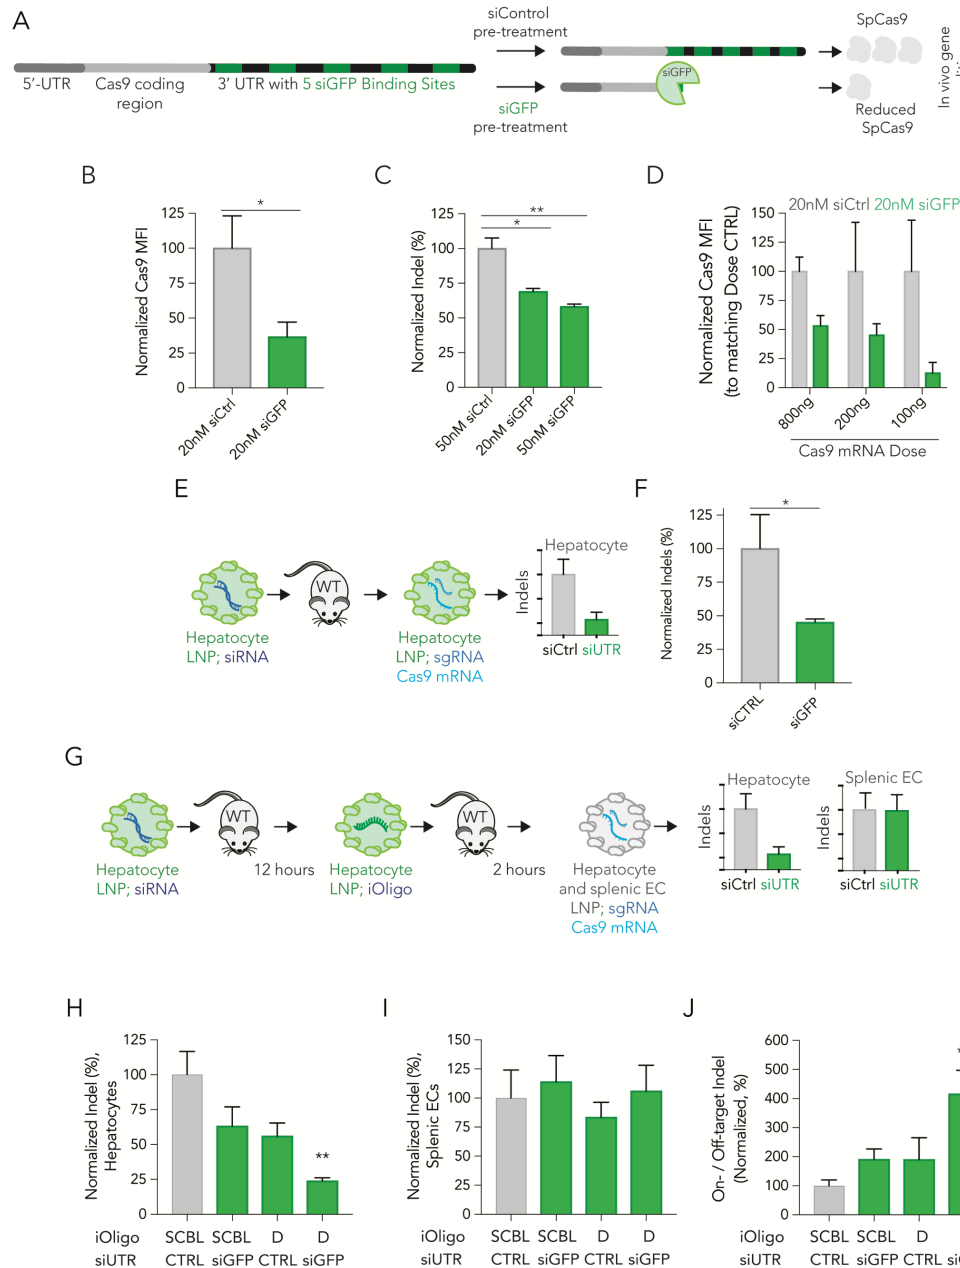 A
siControl
pre-treatment
SpCas9
5'-UTR
Cas9 coding
region
3' UTR with 5 siGFP Binding Sites
siGFP
siGFP
pre-treatment
Reduced
SpCas9
In vivo gene
B
Normalized Cas9 MFI
125
100
75
50
25
0
*
20nM siCtrl
20nM siGFP
C
Normalized Indel (%)
125
100
75
50
25
0
**
*
50nM siCtrl
20nM siGFP
50nM siGFP
D
20nM siCtrl 20nM siGFP
Normalized Cas9 MFI
(to matching Dose CTRL)
150
125
100
75
50
25
0
800ng
200ng
100ng
Cas9 mRNA Dose
E
WT
Hepatocyte
LNP; siRNA
Hepatocyte
LNP; sgRNA
Cas9 mRNA
Hepatocyte
Indels
siCtrl siUTR
F
Normalized Indels (%)
125
100
75
50
25
0
*
siCTRL
siGFP
G
WT
WT
Hepatocyte
LNP; siRNA
12 hours
Hepatocyte
LNP; iOligo
2 hours
Hepatocyte
and splenic EC
LNP; sgRNA
Cas9 mRNA
Hepatocyte
Indels
siCtrl siUTR
Splenic EC
Indels
siCtrl siUTR
H
Normalized Indel (%),
Hepatocytes
125
100
75
50
25
0
**
iOligo SCBL SCBL D D
siUTR CTRL siGFP CTRL siGFP
I
Normalized Indel (%),
Splenic ECs
150
125
100
75
50
25
0
SCBL SCBL D D
CTRL siGFP CTRL siGFP
J
On- / Off-target Indel
(Normalized, %)
600
500
400
300
200
100
0
iOligo SCBL SCBL D
siUTR CTRL siGFP CTRL